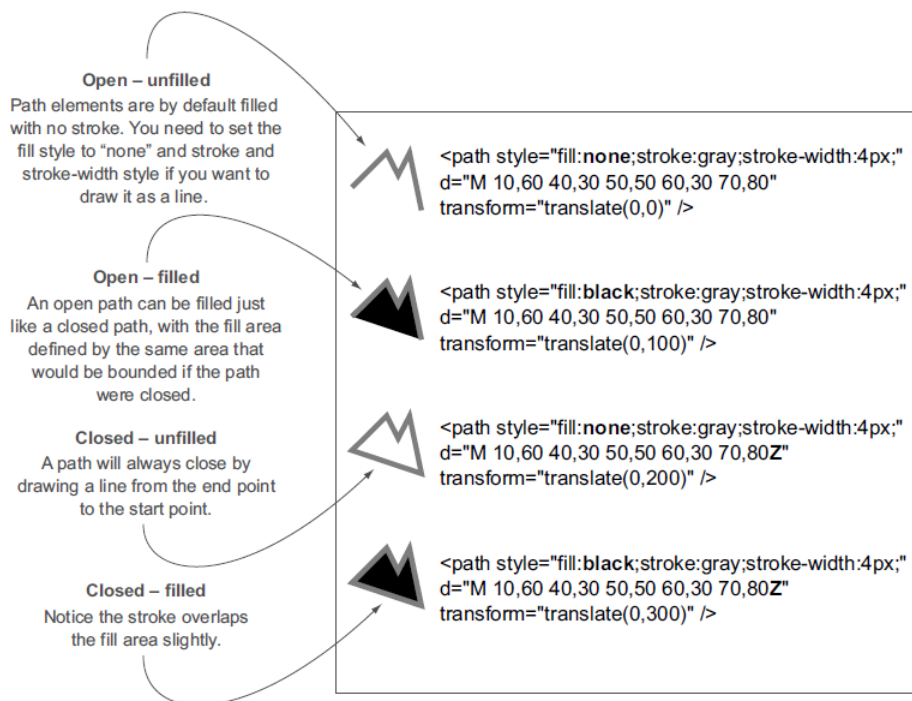 Open – unfilled
Path elements are by default filled
with no stroke. You need to set the
fill style to “none” and stroke and
stroke-width style if you want to
draw it as a line.
<path style="fill:none;stroke:gray;stroke-width:4px;"
d="M 10,60 40,30 50,50 60,30 70,80"
transform="translate(0,0)" />
Open – filled
An open path can be filled just
like a closed path, with the fill area
defined by the same area that
would be bounded if the path
were closed.
<path style="fill:black;stroke:gray;stroke-width:4px;"
d="M 10,60 40,30 50,50 60,30 70,80"
transform="translate(0,100)" />
Closed – unfilled
A path will always close by
drawing a line from the end point
to the start point.
<path style="fill:none;stroke:gray;stroke-width:4px;"
d="M 10,60 40,30 50,50 60,30 70,80Z"
transform="translate(0,200)" />
Closed – filled
Notice the stroke overlaps
the fill area slightly.
<path style="fill:black;stroke:gray;stroke-width:4px;"
d="M 10,60 40,30 50,50 60,30 70,80Z"
transform="translate(0,300)" />